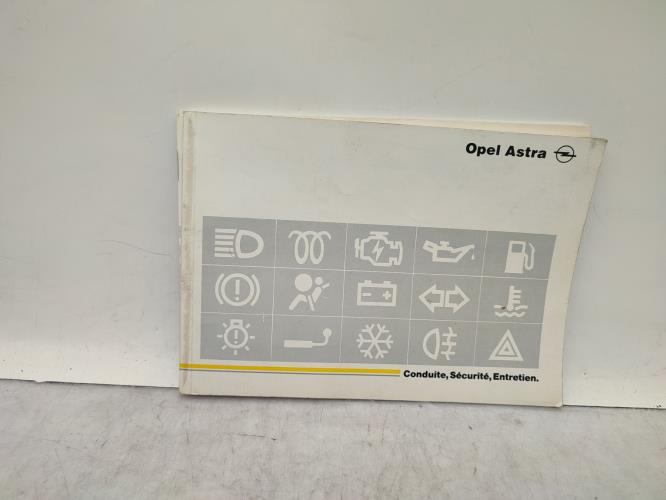 Opel Astra
Conduite, Sécurité, Entretien.